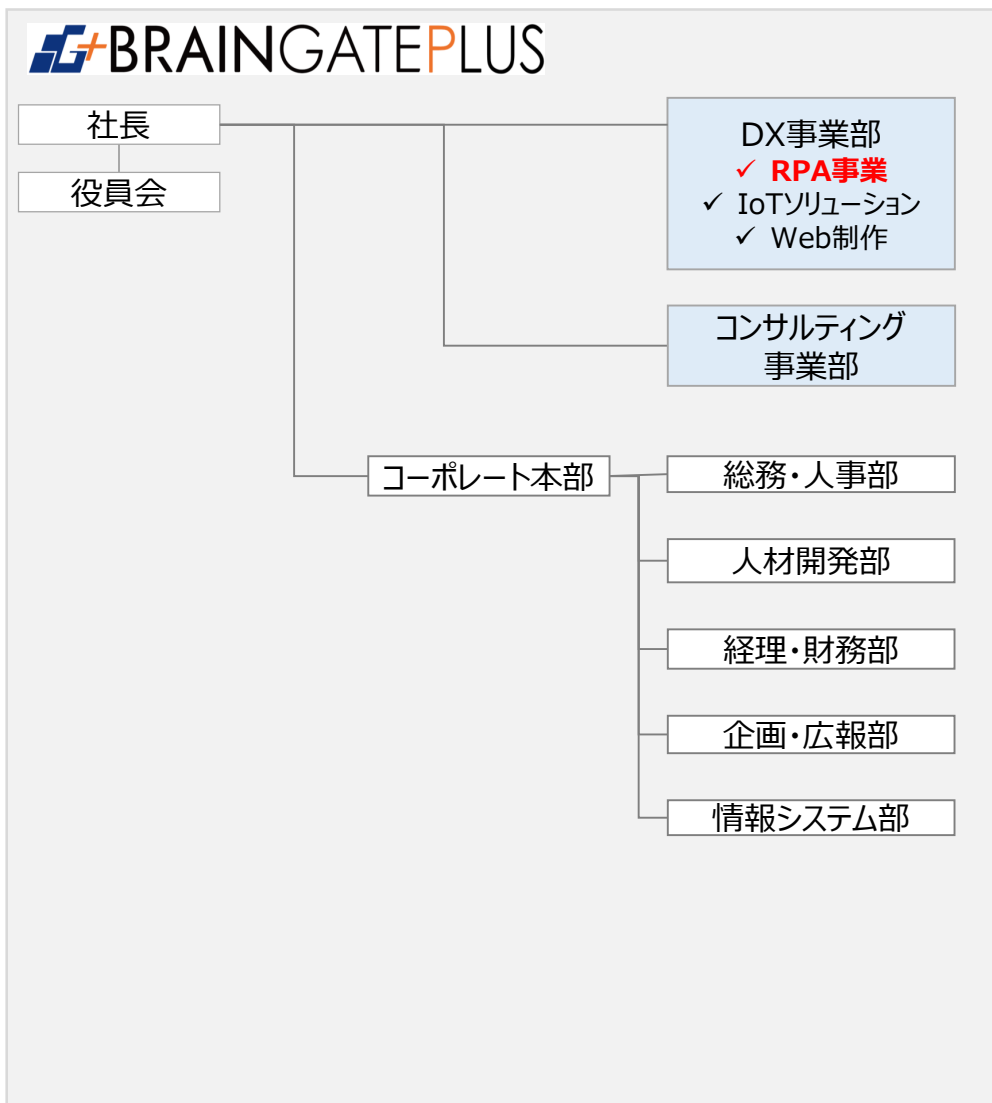 G+ BRAINGATEPLUS
社長
役員会
DX事業部
✓ RPA事業
✓ IoTソリューション
✓ Web制作
コンサルティング
事業部
コーポレート本部
総務・人事部
人材開発部
経理・財務部
企画・広報部
情報システム部